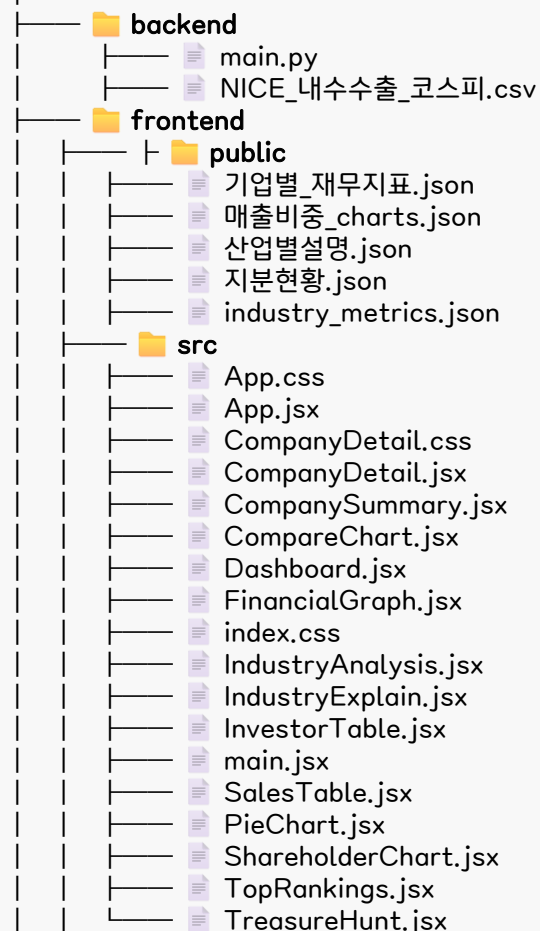 backend
main.py
NICE_내수수출_코스피.csv
frontend
public
기업별_재무지표.json
매출비중_charts.json
산업별설명.json
지분현황.json
industry_metrics.json
src
App.css
App.jsx
CompanyDetail.css
CompanyDetail.jsx
CompanySummary.jsx
CompareChart.jsx
Dashboard.jsx
FinancialGraph.jsx
index.css
IndustryAnalysis.jsx
IndustryExplain.jsx
InvestorTable.jsx
main.jsx
SalesTable.jsx
PieChart.jsx
ShareholderChart.jsx
TopRankings.jsx
TreasureHunt.jsx